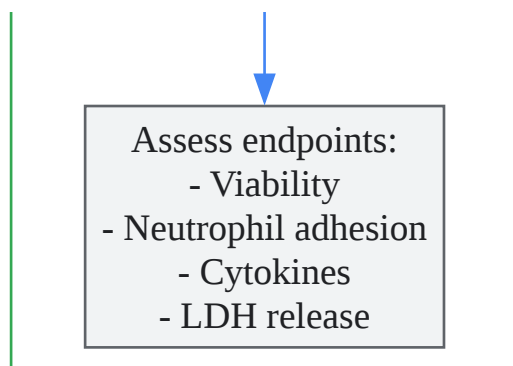 Assess endpoints:
- Viability
- Neutrophil adhesion
- Cytokines
- LDH release